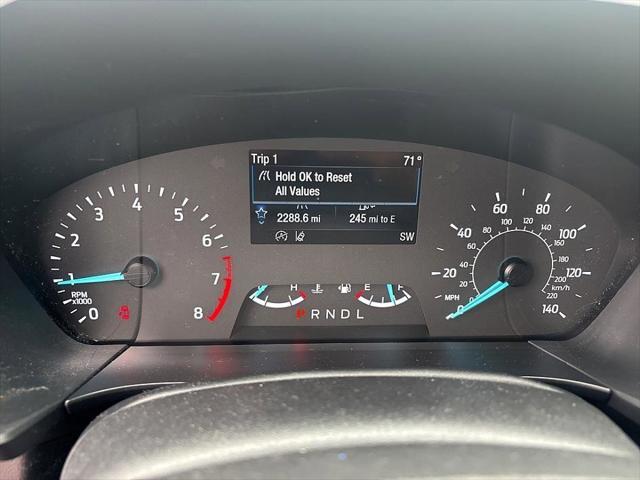 Trip 1 71°
Hold OK to Reset
All Values
2288.6 mi 245 mi to E
SW
0 1 2 3 4 5 6 7 8
RPM
x1000
H E F
P R N D L
0 20 40 60 80 100 120 140
MPH
0 20 40 60 80 100 120 140 160 180 200 220
km/h